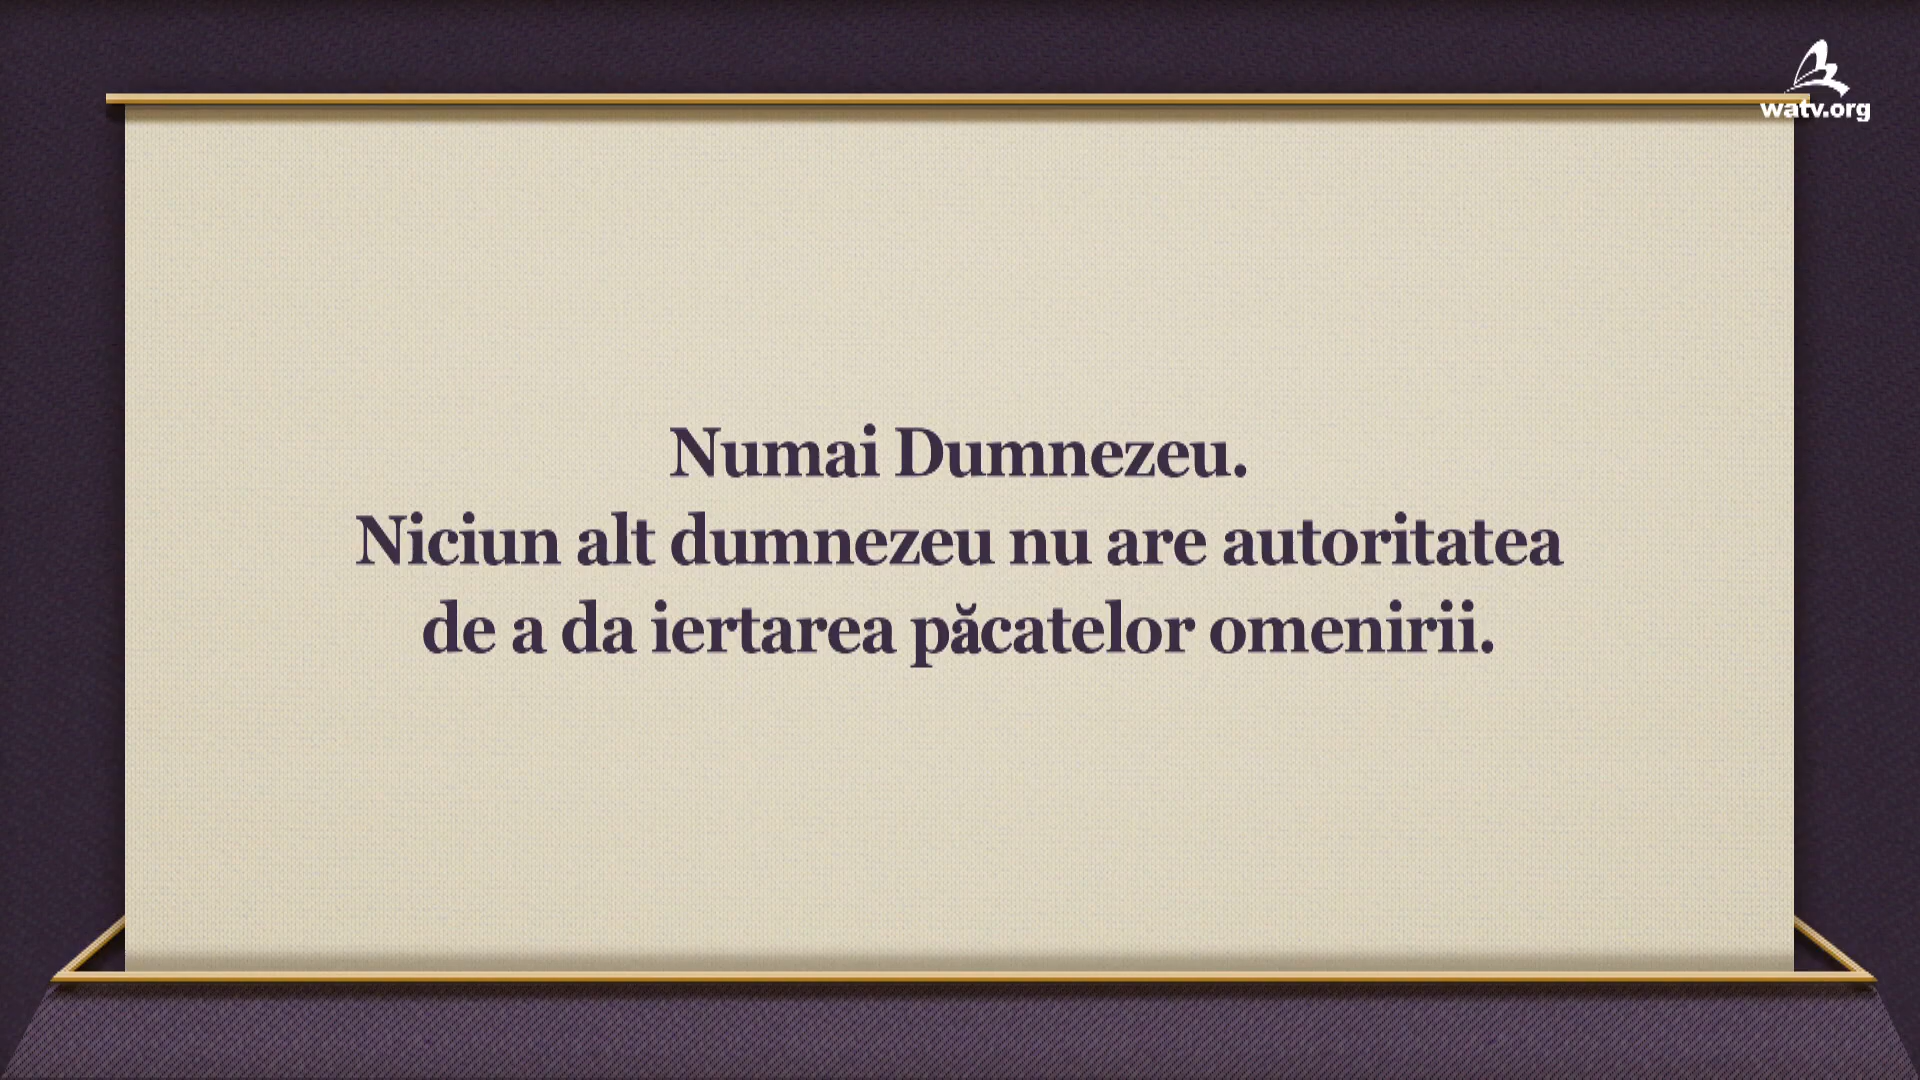 watv.org
Numai Dumnezeu.
Niciun alt dumnezeu nu are autoritatea
de a da iertarea păcatelor omenirii.